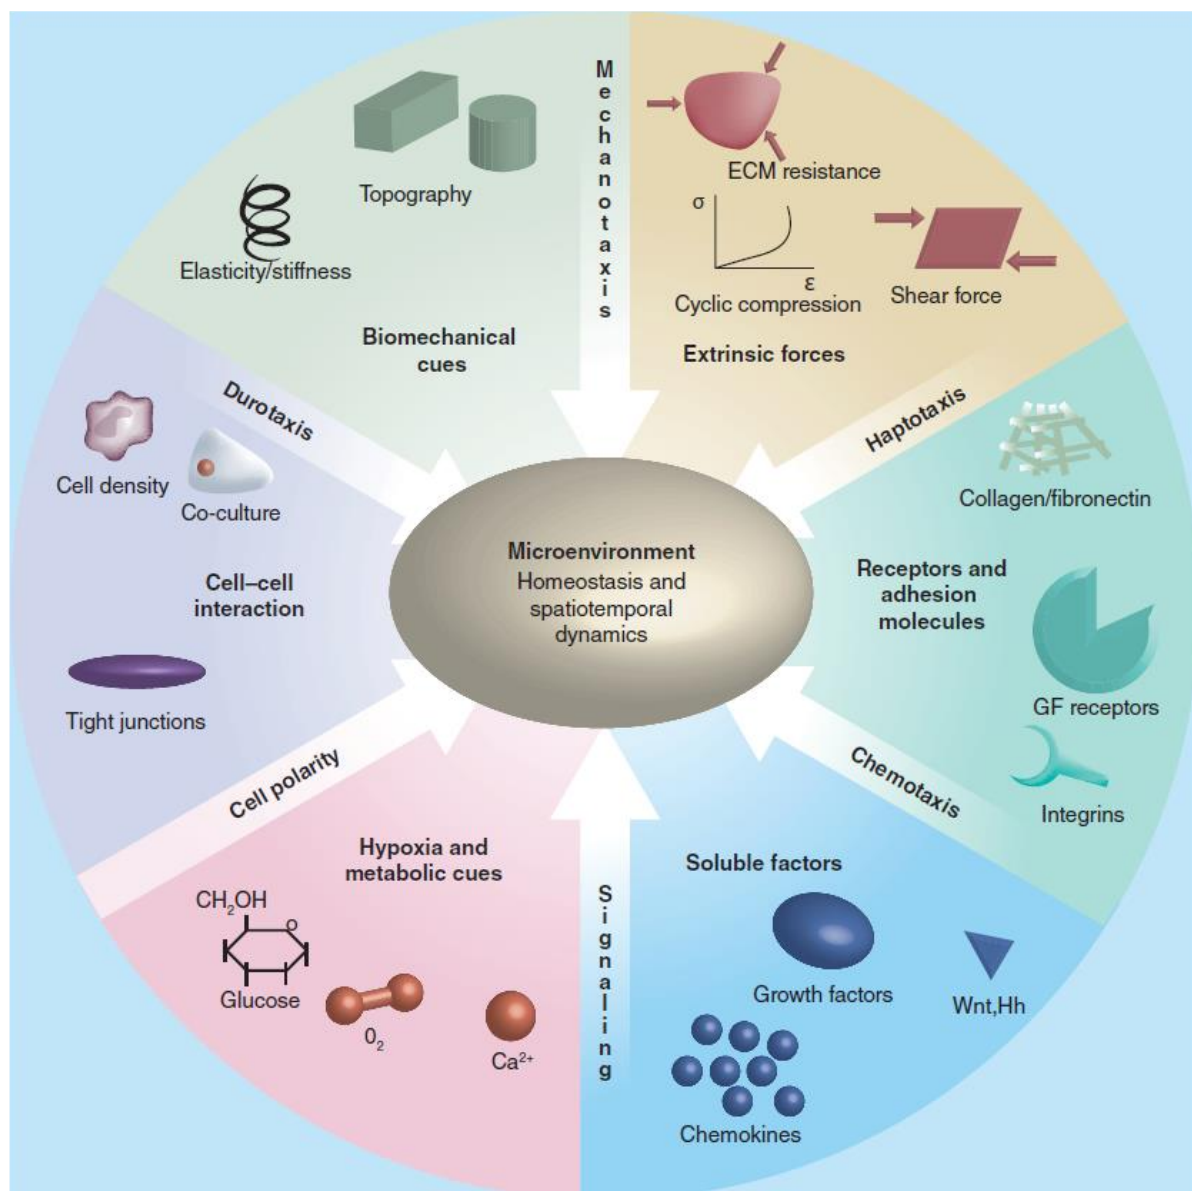 Mechanotaxis
Topography
Elasticity/stiffness
Biomechanical
cues
ECM resistance
σ
ε
Cyclic compression
Shear force
Extrinsic forces
Haptotaxis
Collagen/fibronectin
Receptors and
adhesion
molecules
GF receptors
Integrins
Chemotaxis
Soluble factors
Growth factors
Wnt,Hh
Chemokines
Signaling
Hypoxia and
metabolic cues
CH₂OH
O
Glucose
0₂
Ca²⁺
Cell polarity
Cell–cell
interaction
Cell density
Co-culture
Tight junctions
Durotaxis
Microenvironment
Homeostasis and
spatiotemporal
dynamics